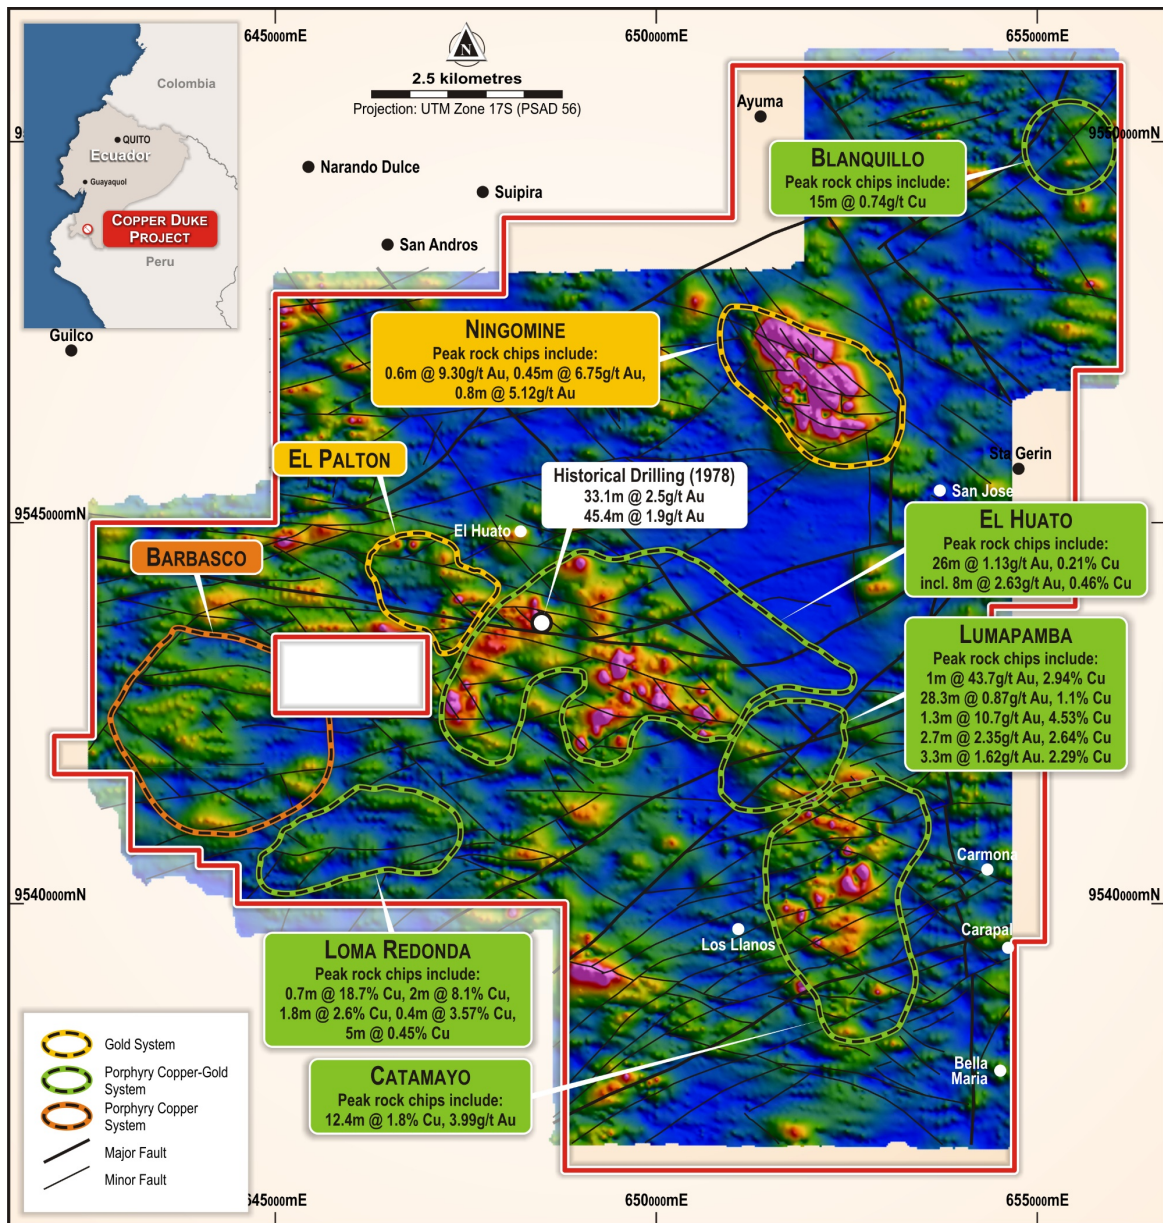 645000mE
650000mE
655000mE
N
2.5 kilometres
Projection: UTM Zone 17S (PSAD 56)
Colombia
QUITO
Ecuador
Guayaquol
COPPER DUKE
PROJECT
Peru
Guilco
Narando Dulce
Suipira
San Andros
Ayuma
9550000mN
BLANQUILLO
Peak rock chips include:
15m @ 0.74g/t Cu
NINGOMINE
Peak rock chips include:
0.6m @ 9.30g/t Au, 0.45m @ 6.75g/t Au,
0.8m @ 5.12g/t Au
EL PALTON
Sta Gerin
San Jose
Historical Drilling (1978)
33.1m @ 2.5g/t Au
45.4m @ 1.9g/t Au
9545000mN
El Huato
BARBASCO
EL HUATO
Peak rock chips include:
26m @ 1.13g/t Au, 0.21% Cu
incl. 8m @ 2.63g/t Au, 0.46% Cu
LUMAPAMBA
Peak rock chips include:
1m @ 43.7g/t Au, 2.94% Cu
28.3m @ 0.87g/t Au, 1.1% Cu
1.3m @ 10.7g/t Au, 4.53% Cu
2.7m @ 2.35g/t Au, 2.64% Cu
3.3m @ 1.62g/t Au. 2.29% Cu
Carmona
9540000mN
9540000mN
Los Llanos
Carapal
LOMA REDONDA
Peak rock chips include:
0.7m @ 18.7% Cu, 2m @ 8.1% Cu,
1.8m @ 2.6% Cu, 0.4m @ 3.57% Cu,
5m @ 0.45% Cu
CATAMAYO
Peak rock chips include:
12.4m @ 1.8% Cu, 3.99g/t Au
Bella
Maria
Gold System
Porphyry Copper-Gold
System
Porphyry Copper
System
Major Fault
Minor Fault
645000mE
650000mE
655000mE